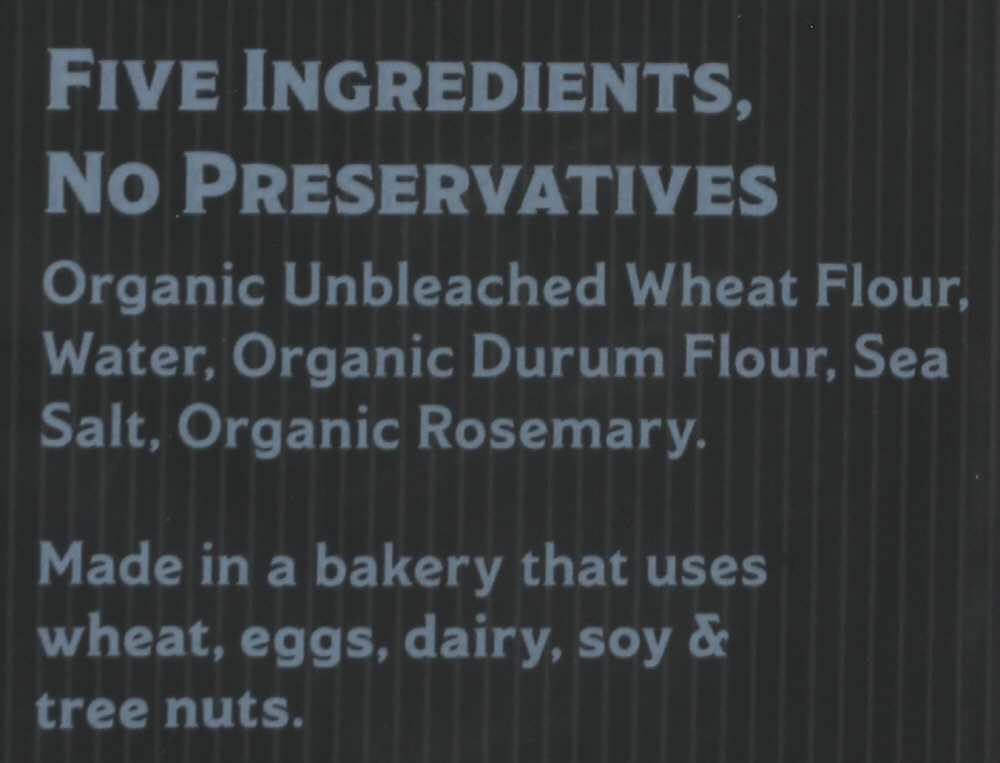 FIVE INGREDIENTS,
NO PRESERVATIVES
Organic Unbleached Wheat Flour,
Water, Organic Durum Flour, Sea
Salt, Organic Rosemary.
Made in a bakery that uses
wheat, eggs, dairy, soy &
tree nuts.